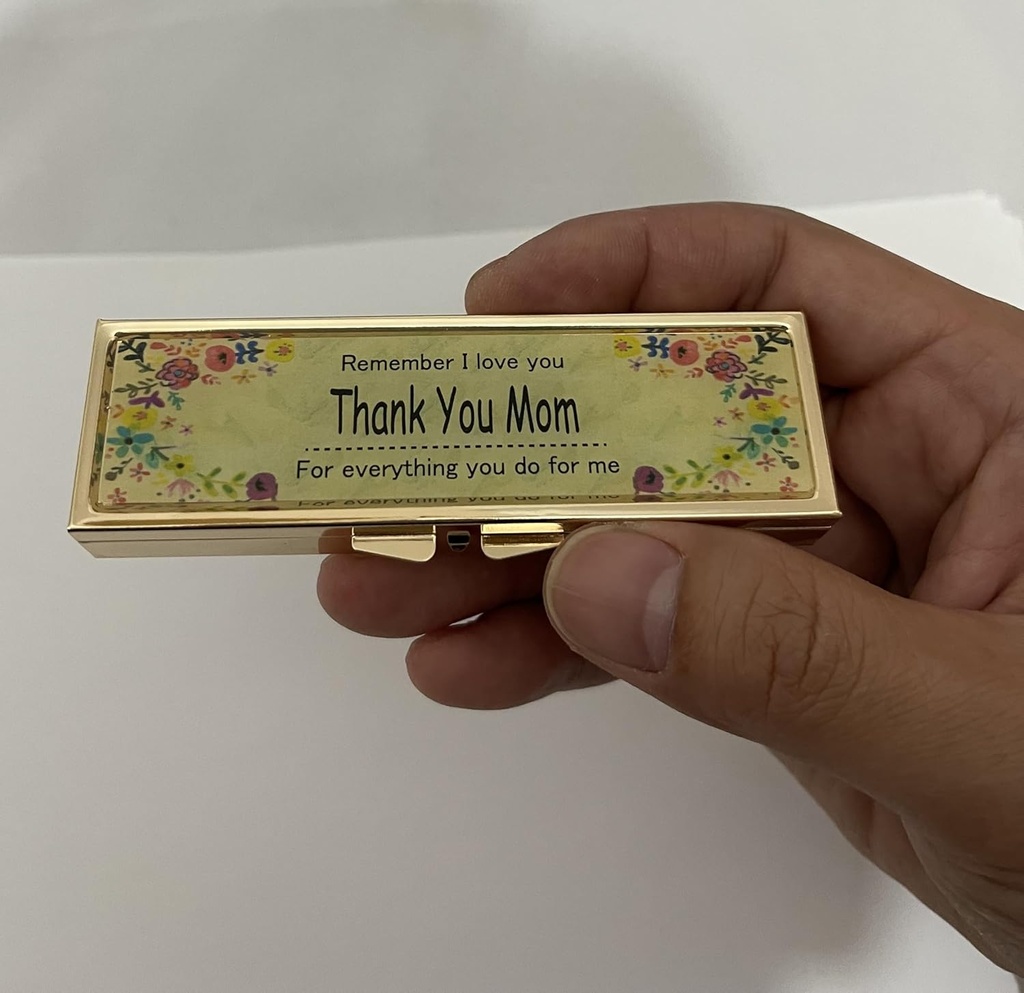 Remember I love you
Thank You Mom
For everything you do for me